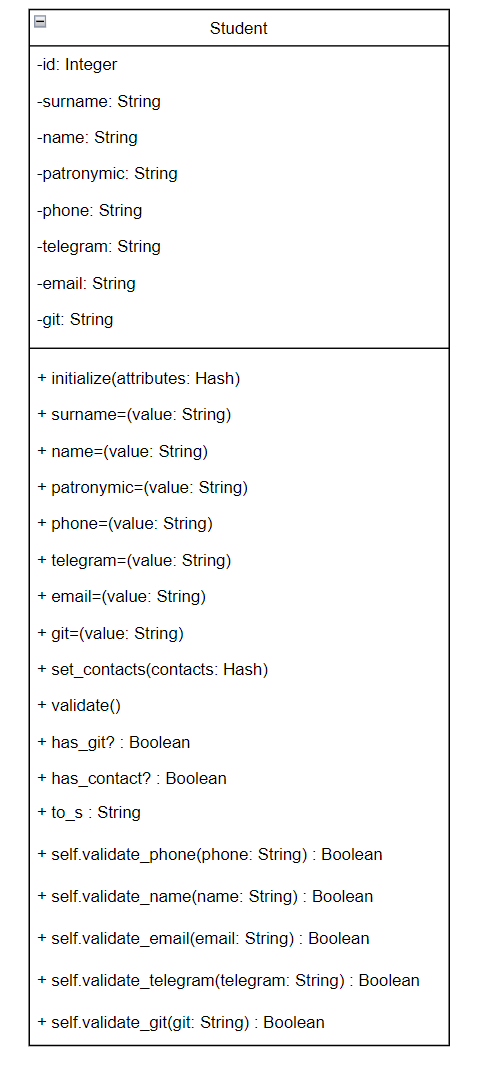 Student
-id: Integer
-surname: String
-name: String
-patronymic: String
-phone: String
-telegram: String
-email: String
-git: String
+ initialize(attributes: Hash)
+ surname=(value: String)
+ name=(value: String)
+ patronymic=(value: String)
+ phone=(value: String)
+ telegram=(value: String)
+ email=(value: String)
+ git=(value: String)
+ set_contacts(contacts: Hash)
+ validate()
+ has_git? : Boolean
+ has_contact? : Boolean
+ to_s : String
+ self.validate_phone(phone: String) : Boolean
+ self.validate_name(name: String) : Boolean
+ self.validate_email(email: String) : Boolean
+ self.validate_telegram(telegram: String) : Boolean
+ self.validate_git(git: String) : Boolean